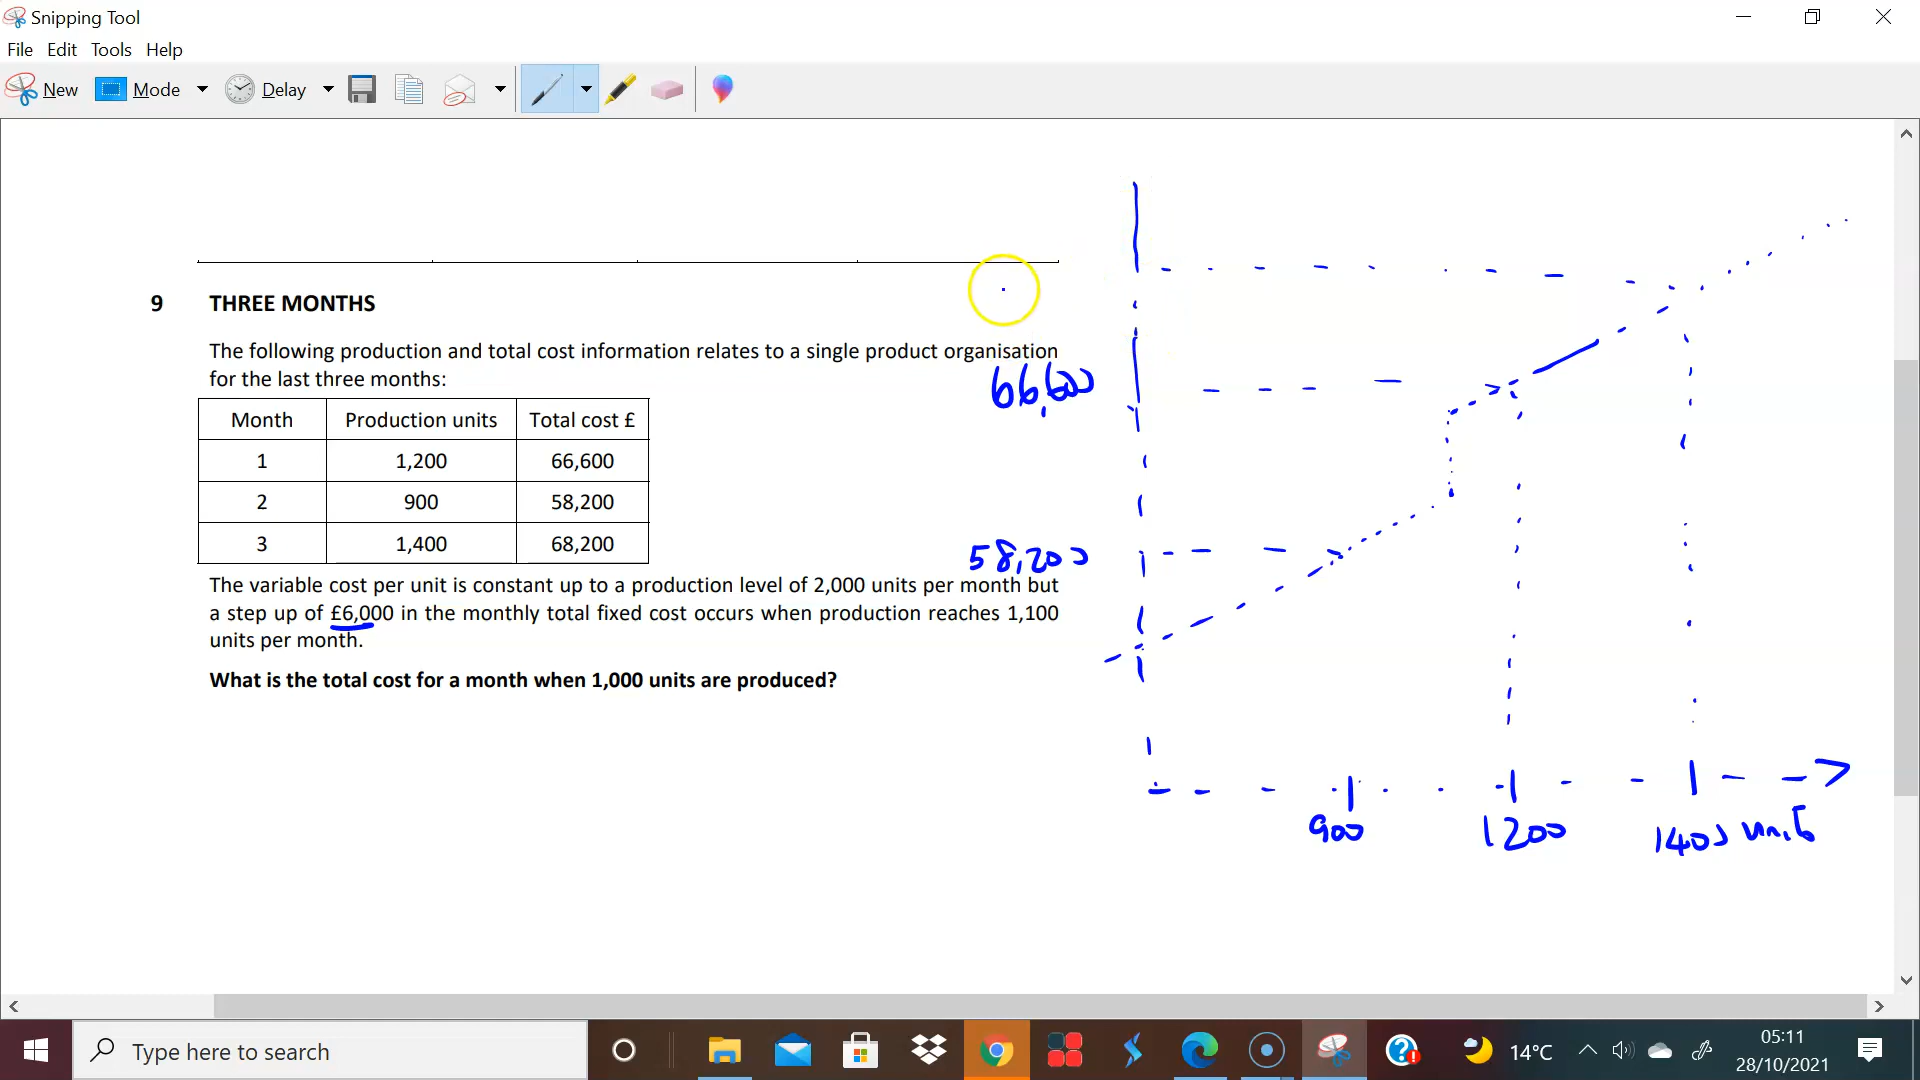 Snipping Tool
File Edit Tools Help
New Mode Delay
9 THREE MONTHS
The following production and total cost information relates to a single product organisation
for the last three months:
Month Production units Total cost £
1 1,200 66,600
2 900 58,200
3 1,400 68,200
The variable cost per unit is constant up to a production level of 2,000 units per month but
a step up of £6,000 in the monthly total fixed cost occurs when production reaches 1,100
units per month.
What is the total cost for a month when 1,000 units are produced?
66,600
58,200
900 1200 1400 units
Type here to search
14°C
05:11
28/10/2021